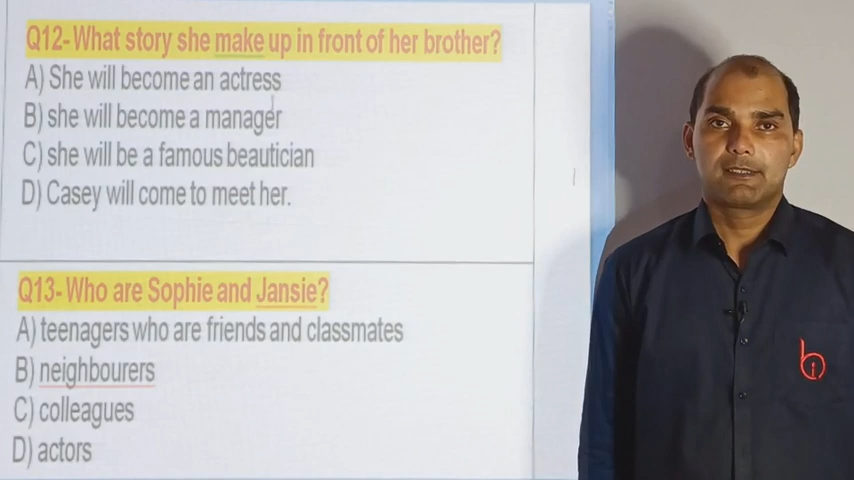 Q12- What story she make up in front of her brother?
A) She will become an actress
B) she will become a manager
C) she will be a famous beautician
D) Casey will come to meet her.
Q13- Who are Sophie and Jansie?
A) teenagers who are friends and classmates
B) neighbourers
C) colleagues
D) actors